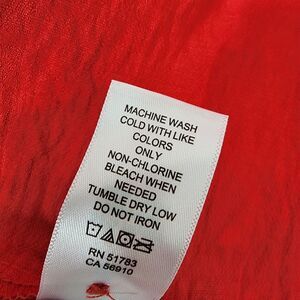 MACHINE WASH
COLD WITH LIKE
COLORS
ONLY
NON-CHLORINE
BLEACH WHEN
NEEDED
TUMBLE DRY LOW
DO NOT IRON
RN 51783
CA 56910